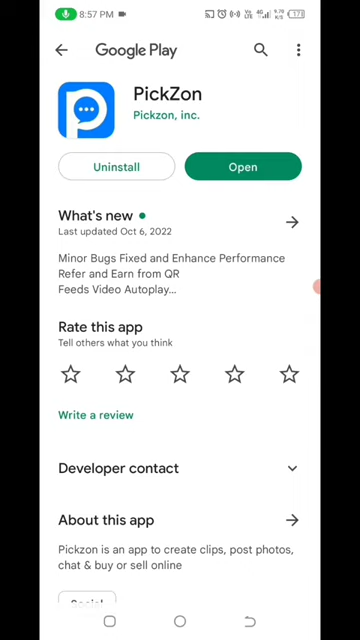 8:57 PM
Google Play
PickZon
Pickzon, inc.
Uninstall
Open
What's new
Last updated Oct 6, 2022
Minor Bugs Fixed and Enhance Performance
Refer and Earn from QR
Feeds Video Autoplay...
Rate this app
Tell others what you think
Write a review
Developer contact
About this app
Pickzon is an app to create clips, post photos,
chat & buy or sell online